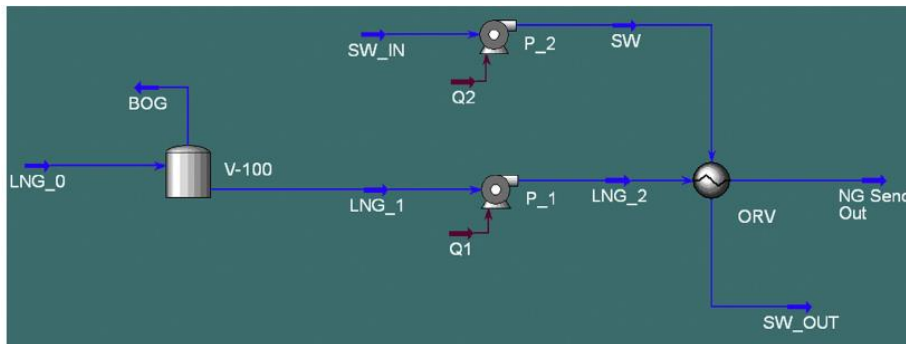 SW_IN
P_2
SW
Q2
BOG
LNG_0
V-100
LNG_1
P_1
LNG_2
Q1
ORV
NG Send
Out
SW_OUT